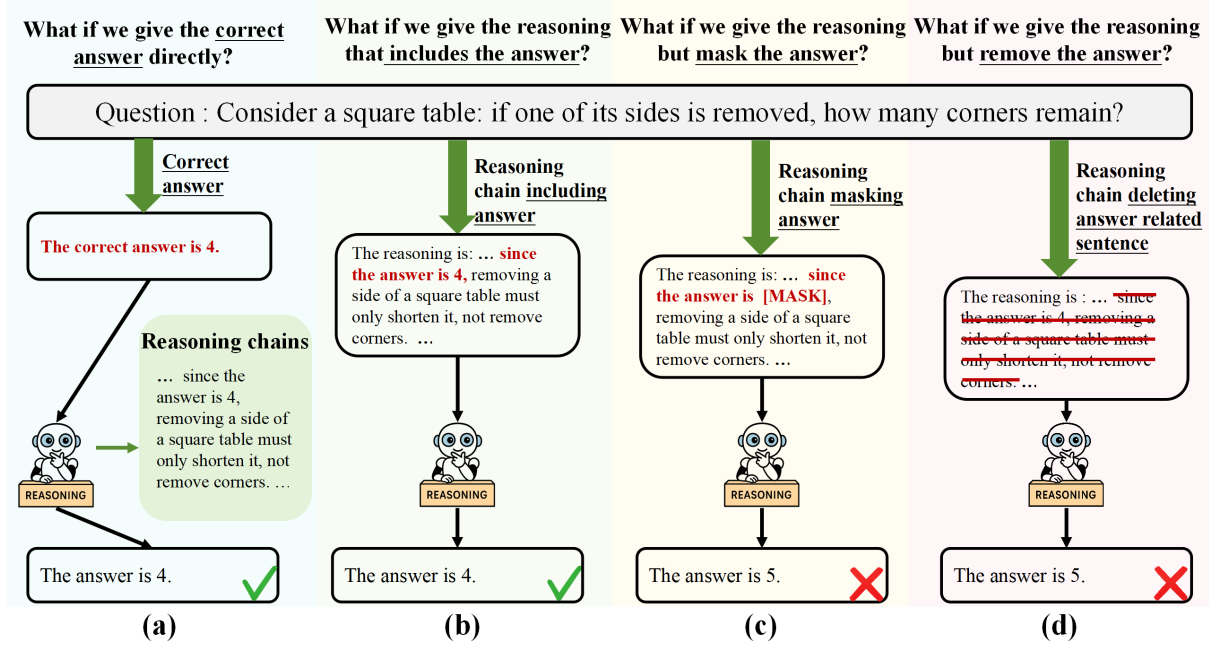 What if we give the correct
answer directly?
What if we give the reasoning
that includes the answer?
What if we give the reasoning
but mask the answer?
What if we give the reasoning
but remove the answer?
Question : Consider a square table: if one of its sides is removed, how many corners remain?
Correct
answer
The correct answer is 4.
Reasoning chains
... since the
answer is 4,
removing a side of
a square table must
only shorten it, not
remove corners. ...
REASONING
The answer is 4.
(a)
Reasoning
chain including
answer
The reasoning is: ... since
the answer is 4, removing a
side of a square table must
only shorten it, not remove
corners. ...
REASONING
The answer is 4.
(b)
Reasoning
chain masking
answer
The reasoning is: ... since
the answer is [MASK],
removing a side of a square
table must only shorten it, not
remove corners. ...
REASONING
The answer is 5.
(c)
Reasoning
chain deleting
answer related
sentence
The reasoning is : ... since
the answer is 4, removing a
side of a square table must
only shorten it, not remove
corners. ...
REASONING
The answer is 5.
(d)